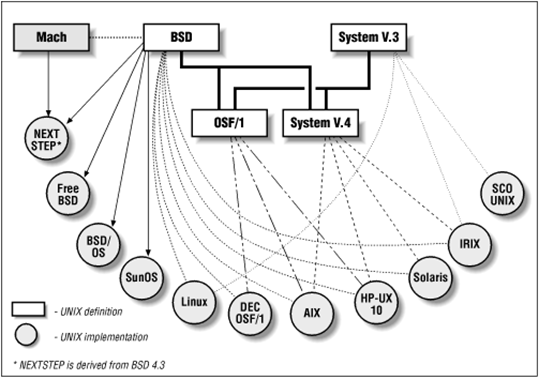 Mach
BSD
System V.3
OSF/1
System V.4
NEXT
STEP*
Free
BSD
BSD/
OS
SunOS
Linux
DEC
OSF/1
AIX
HP-UX
10
Solaris
IRIX
SCO
UNIX
- UNIX definition
- UNIX implementation
* NEXTSTEP is derived from BSD 4.3